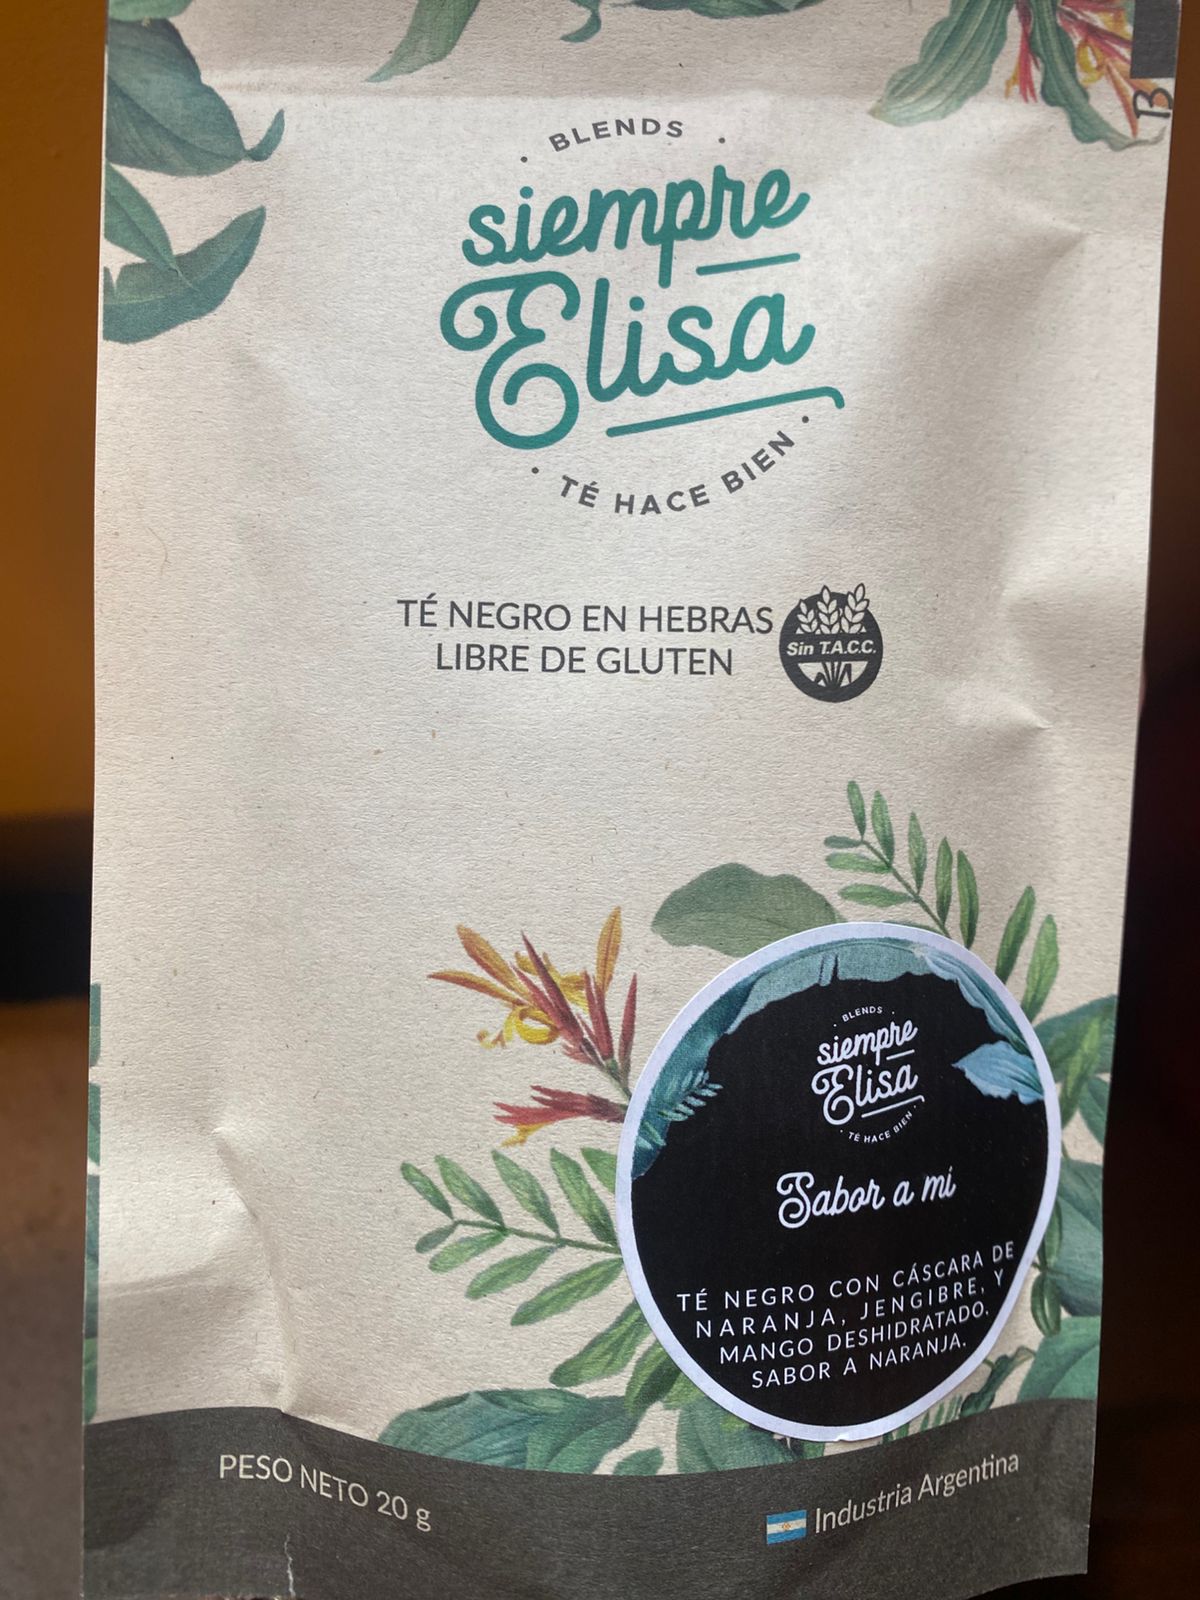 BLENDS
siempre
Elisa
TÉ HACE BIEN
TÉ NEGRO EN HEBRAS
LIBRE DE GLUTEN
Sin T.A.C.C.
BLENDS
siempre
Elisa
TÉ HACE BIEN
Sabor a mí
TÉ NEGRO CON CÁSCARA DE
NARANJA, JENGIBRE, Y
MANGO DESHIDRATADO.
SABOR A NARANJA.
PESO NETO 20 g
Industria Argentina